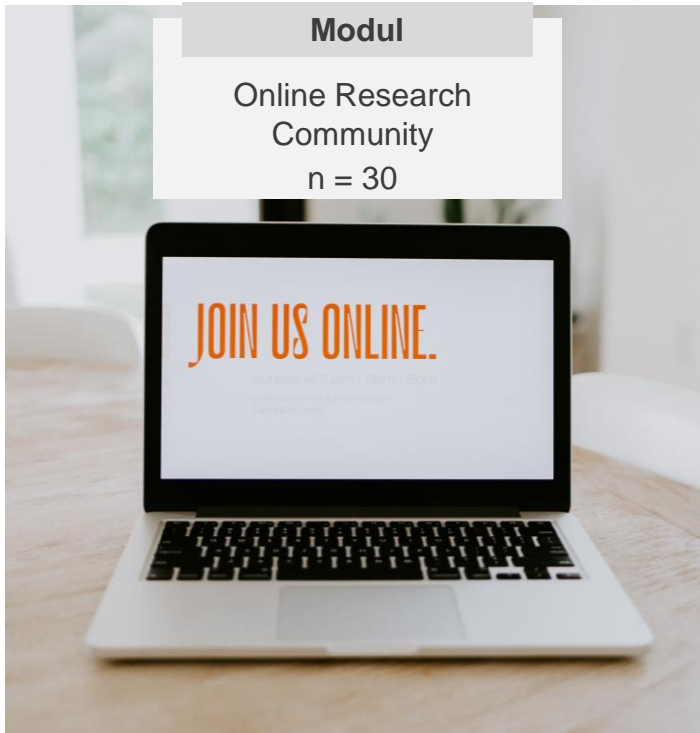 Modul
Online Research
Community
n = 30
JOIN US ONLINE.